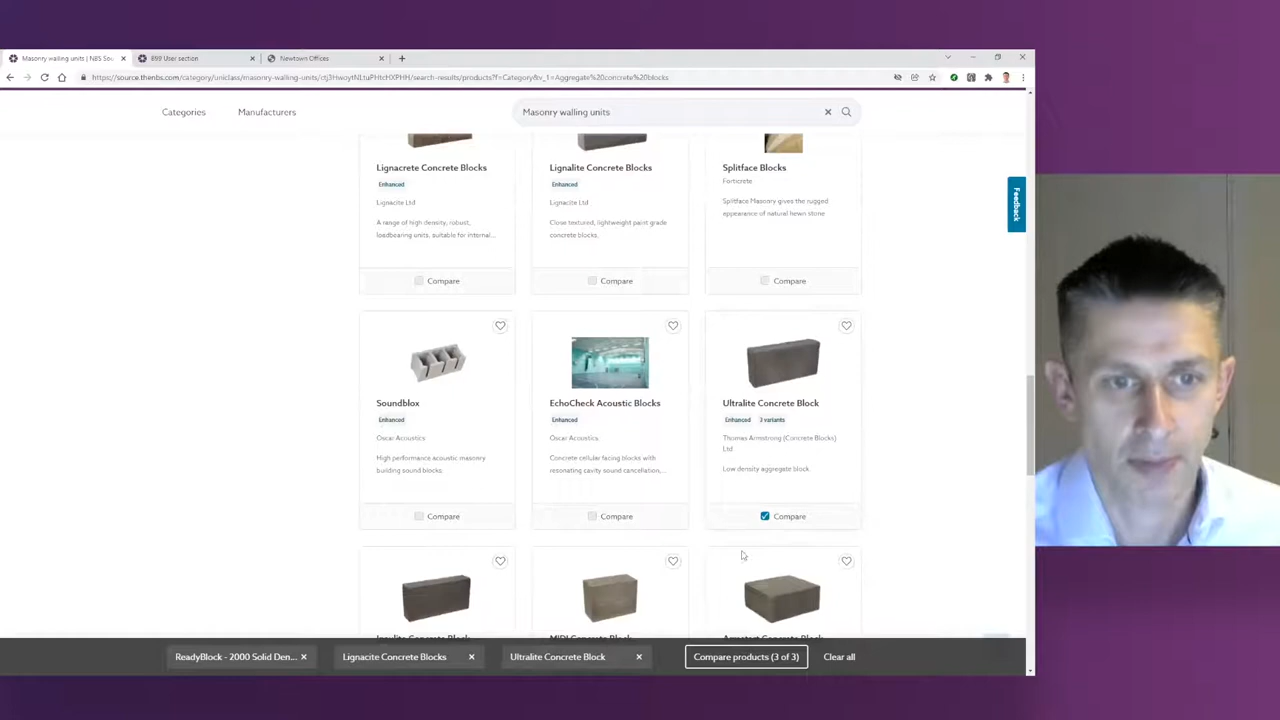 Masonry walling units | NBS Sou
899 User section
Newtown Offices
Categories
Manufacturers
Masonry walling units
Lignacrete Concrete Blocks
Enhanced
Lignacite Ltd
A range of high density, robust,
loadbearing units, suitable for internal...
Compare
Lignalite Concrete Blocks
Enhanced
Lignacite Ltd
Close textured, lightweight paint grade
concrete blocks.
Compare
Splitface Blocks
Forticrete
Splitface Masonry gives the rugged
appearance of natural hewn stone
Compare
Feedback
Soundblox
Enhanced
Oscar Acoustics
High performance acoustic masonry
building sound blocks.
Compare
EchoCheck Acoustic Blocks
Enhanced
Oscar Acoustics
Concrete cellular facing blocks with
resonating cavity sound cancellation,...
Compare
Ultralite Concrete Block
Enhanced 2 variants
Thomas Armstrong (Concrete Blocks)
Ltd
Low density aggregate block
Compare
Insulite Concrete Block
MIDI Concrete Block
ReadyBlock - 2000 Solid Den...
Lignacite Concrete Blocks
Ultralite Concrete Block
Compare products (3 of 3)
Clear all